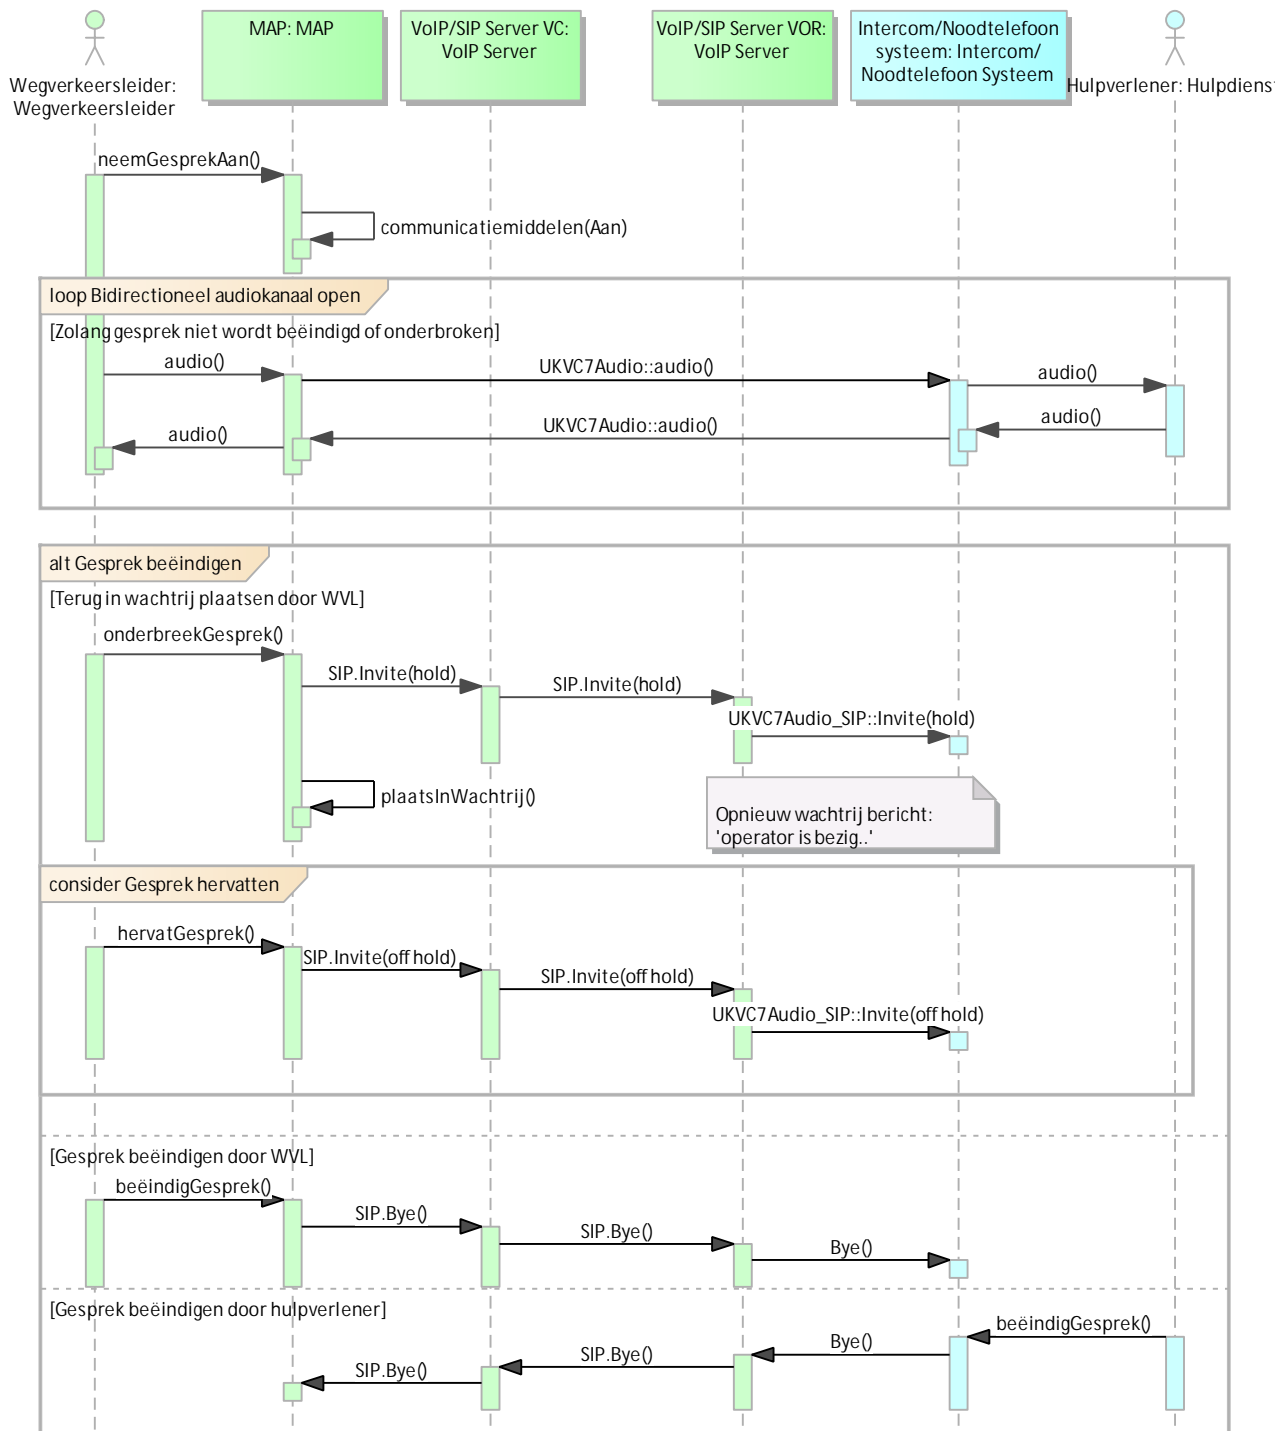 Wegverkeersleider:
Wegverkeersleider
MAP: MAP
VoIP/SIP Server VC:
VoIP Server
VoIP/SIP Server VOR:
VoIP Server
Intercom/Noodtelefoon
systeem: Intercom/
Noodtelefoon Systeem
Hulpverlener: Hulpdiens
neemGesprekAan()
communicatiemiddelen(Aan)
loop Bidirectioneel audiokanaal open
[Zolang gesprek niet wordt beëindigd of onderbroken]
audio()
UKVC7Audio::audio()
audio()
audio()
UKVC7Audio::audio()
audio()
alt Gesprek beëindigen
[Terug in wachtrij plaatsen door WVL]
onderbreekGesprek()
SIP.Invite(hold)
SIP.Invite(hold)
UKVC7Audio_SIP::Invite(hold)
plaatsInWachtrij()
Opnieuw wachtrij bericht:
'operator is bezig..'
consider Gesprek hervatten
hervatGesprek()
SIP.Invite(off hold)
SIP.Invite(off hold)
UKVC7Audio_SIP::Invite(off hold)
[Gesprek beëindigen door WVL]
beëindigGesprek()
SIP.Bye()
SIP.Bye()
Bye()
[Gesprek beëindigen door hulpverlener]
beëindigGesprek()
Bye()
SIP.Bye()
SIP.Bye()